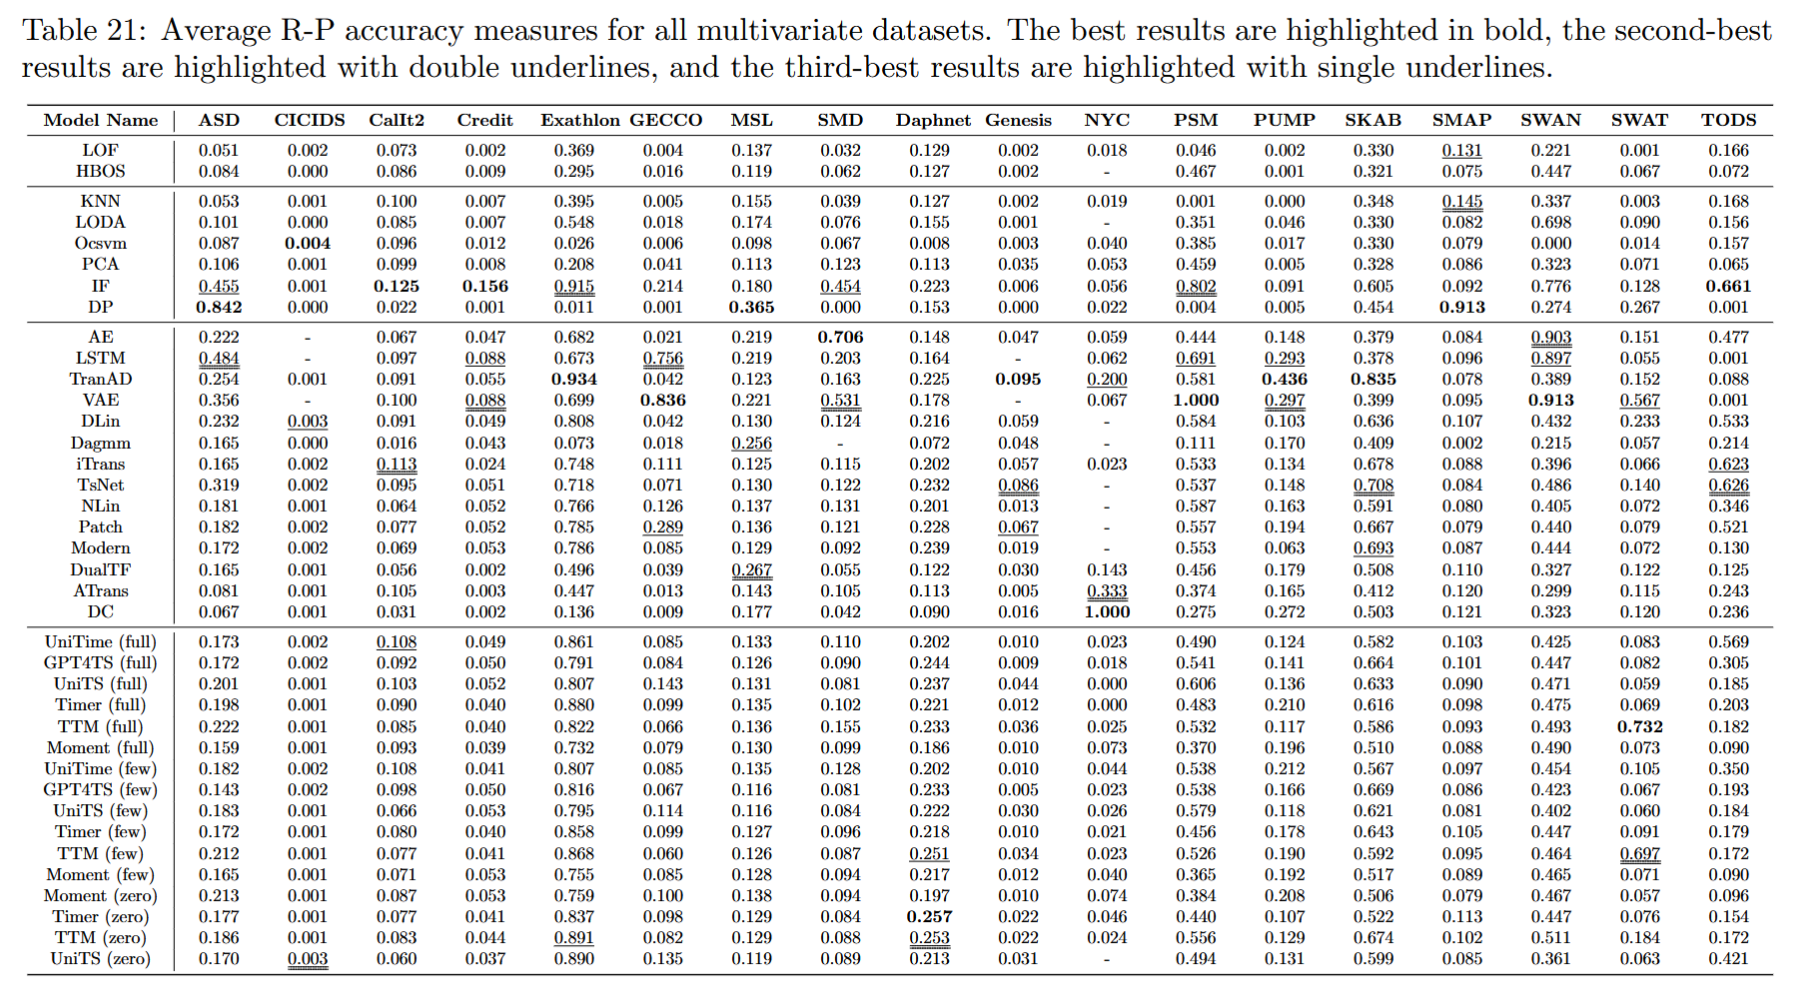 Table 21: Average R-P accuracy measures for all multivariate datasets. The best results are highlighted in bold, the second-best
results are highlighted with double underlines, and the third-best results are highlighted with single underlines.
Model Name ASD CICIDS CalIt2 Credit Exathlon GECCO MSL SMD Daphnet Genesis NYC PSM PUMP SKAB SMAP SWAN SWAT TODS
LOF 0.051 0.002 0.073 0.002 0.369 0.004 0.137 0.032 0.129 0.002 0.018 0.046 0.002 0.330 0.131 0.221 0.001 0.166
HBOS 0.084 0.000 0.086 0.009 0.295 0.016 0.119 0.062 0.127 0.002 - 0.467 0.001 0.321 0.075 0.447 0.067 0.072
KNN 0.053 0.001 0.100 0.007 0.395 0.005 0.155 0.039 0.127 0.002 0.019 0.001 0.000 0.348 0.145 0.337 0.003 0.168
LODA 0.101 0.000 0.085 0.007 0.548 0.018 0.174 0.076 0.155 0.001 - 0.351 0.046 0.330 0.082 0.698 0.090 0.156
Ocsvm 0.087 0.004 0.096 0.012 0.026 0.006 0.098 0.067 0.008 0.003 0.040 0.385 0.017 0.330 0.079 0.000 0.014 0.157
PCA 0.106 0.001 0.099 0.008 0.208 0.041 0.113 0.123 0.113 0.035 0.053 0.459 0.005 0.328 0.086 0.323 0.071 0.065
IF 0.455 0.001 0.125 0.156 0.915 0.214 0.180 0.454 0.223 0.006 0.056 0.802 0.091 0.605 0.092 0.776 0.128 0.661
DP 0.842 0.000 0.022 0.001 0.011 0.001 0.365 0.000 0.153 0.000 0.022 0.004 0.005 0.454 0.913 0.274 0.267 0.001
AE 0.222 - 0.067 0.047 0.682 0.021 0.219 0.706 0.148 0.047 0.059 0.444 0.148 0.379 0.084 0.903 0.151 0.477
LSTM 0.484 - 0.097 0.088 0.673 0.756 0.219 0.203 0.164 - 0.062 0.691 0.293 0.378 0.096 0.897 0.055 0.001
TranAD 0.254 0.001 0.091 0.055 0.934 0.042 0.123 0.163 0.225 0.095 0.200 0.581 0.436 0.835 0.078 0.389 0.152 0.088
VAE 0.356 - 0.100 0.088 0.699 0.836 0.221 0.531 0.178 - 0.067 1.000 0.297 0.399 0.095 0.913 0.567 0.001
DLin 0.232 0.003 0.091 0.049 0.808 0.042 0.130 0.124 0.216 0.059 - 0.584 0.103 0.636 0.107 0.432 0.233 0.533
Dagmm 0.165 0.000 0.016 0.043 0.073 0.018 0.256 - 0.072 0.048 - 0.111 0.170 0.409 0.002 0.215 0.057 0.214
iTrans 0.165 0.002 0.113 0.024 0.748 0.111 0.125 0.115 0.202 0.057 0.023 0.533 0.134 0.678 0.088 0.396 0.066 0.623
TsNet 0.319 0.002 0.095 0.051 0.718 0.071 0.130 0.122 0.232 0.086 - 0.537 0.148 0.708 0.084 0.486 0.140 0.626
NLin 0.181 0.001 0.064 0.052 0.766 0.126 0.137 0.131 0.201 0.013 - 0.587 0.163 0.591 0.080 0.405 0.072 0.346
Patch 0.182 0.002 0.077 0.052 0.785 0.289 0.136 0.121 0.228 0.067 - 0.557 0.194 0.667 0.079 0.440 0.079 0.521
Modern 0.172 0.002 0.069 0.053 0.786 0.085 0.129 0.092 0.239 0.019 - 0.553 0.063 0.693 0.087 0.444 0.072 0.130
DualTF 0.165 0.001 0.056 0.002 0.496 0.039 0.267 0.055 0.122 0.030 0.143 0.456 0.179 0.508 0.110 0.327 0.122 0.125
ATrans 0.081 0.001 0.105 0.003 0.447 0.013 0.143 0.105 0.113 0.005 0.333 0.374 0.165 0.412 0.120 0.299 0.115 0.243
DC 0.067 0.001 0.031 0.002 0.136 0.009 0.177 0.042 0.090 0.016 1.000 0.275 0.272 0.503 0.121 0.323 0.120 0.236
UniTime (full) 0.173 0.002 0.108 0.049 0.861 0.085 0.133 0.110 0.202 0.010 0.023 0.490 0.124 0.582 0.103 0.425 0.083 0.569
GPT4TS (full) 0.172 0.002 0.092 0.050 0.791 0.084 0.126 0.090 0.244 0.009 0.018 0.541 0.141 0.664 0.101 0.447 0.082 0.305
UniTS (full) 0.201 0.001 0.103 0.052 0.807 0.143 0.131 0.081 0.237 0.044 0.000 0.606 0.136 0.633 0.090 0.471 0.059 0.185
Timer (full) 0.198 0.001 0.090 0.040 0.880 0.099 0.135 0.102 0.221 0.012 0.000 0.483 0.210 0.616 0.098 0.475 0.069 0.203
TTM (full) 0.222 0.001 0.085 0.040 0.822 0.066 0.136 0.155 0.233 0.036 0.025 0.532 0.117 0.586 0.093 0.493 0.732 0.182
Moment (full) 0.159 0.001 0.093 0.039 0.732 0.079 0.130 0.099 0.186 0.010 0.073 0.370 0.196 0.510 0.088 0.490 0.073 0.090
UniTime (few) 0.182 0.002 0.108 0.041 0.807 0.085 0.135 0.128 0.202 0.010 0.044 0.538 0.212 0.567 0.097 0.454 0.105 0.350
GPT4TS (few) 0.143 0.002 0.098 0.050 0.816 0.067 0.116 0.081 0.233 0.005 0.023 0.538 0.166 0.669 0.086 0.423 0.067 0.193
UniTS (few) 0.183 0.001 0.066 0.053 0.795 0.114 0.116 0.084 0.222 0.030 0.026 0.579 0.118 0.621 0.081 0.402 0.060 0.184
Timer (few) 0.172 0.001 0.080 0.040 0.858 0.099 0.127 0.096 0.218 0.010 0.021 0.456 0.178 0.643 0.105 0.447 0.091 0.179
TTM (few) 0.212 0.001 0.077 0.041 0.868 0.060 0.126 0.087 0.251 0.034 0.023 0.526 0.190 0.592 0.095 0.464 0.697 0.172
Moment (few) 0.165 0.001 0.071 0.053 0.755 0.085 0.128 0.094 0.217 0.012 0.040 0.365 0.192 0.517 0.089 0.465 0.071 0.090
Moment (zero) 0.213 0.001 0.087 0.053 0.759 0.100 0.138 0.094 0.197 0.010 0.074 0.384 0.208 0.506 0.079 0.467 0.057 0.096
Timer (zero) 0.177 0.001 0.077 0.041 0.837 0.098 0.129 0.084 0.257 0.022 0.046 0.440 0.107 0.522 0.113 0.447 0.076 0.154
TTM (zero) 0.186 0.001 0.083 0.044 0.891 0.082 0.129 0.088 0.253 0.022 0.024 0.556 0.129 0.674 0.102 0.511 0.184 0.172
UniTS (zero) 0.170 0.003 0.060 0.037 0.890 0.135 0.119 0.089 0.213 0.031 - 0.494 0.131 0.599 0.085 0.361 0.063 0.421